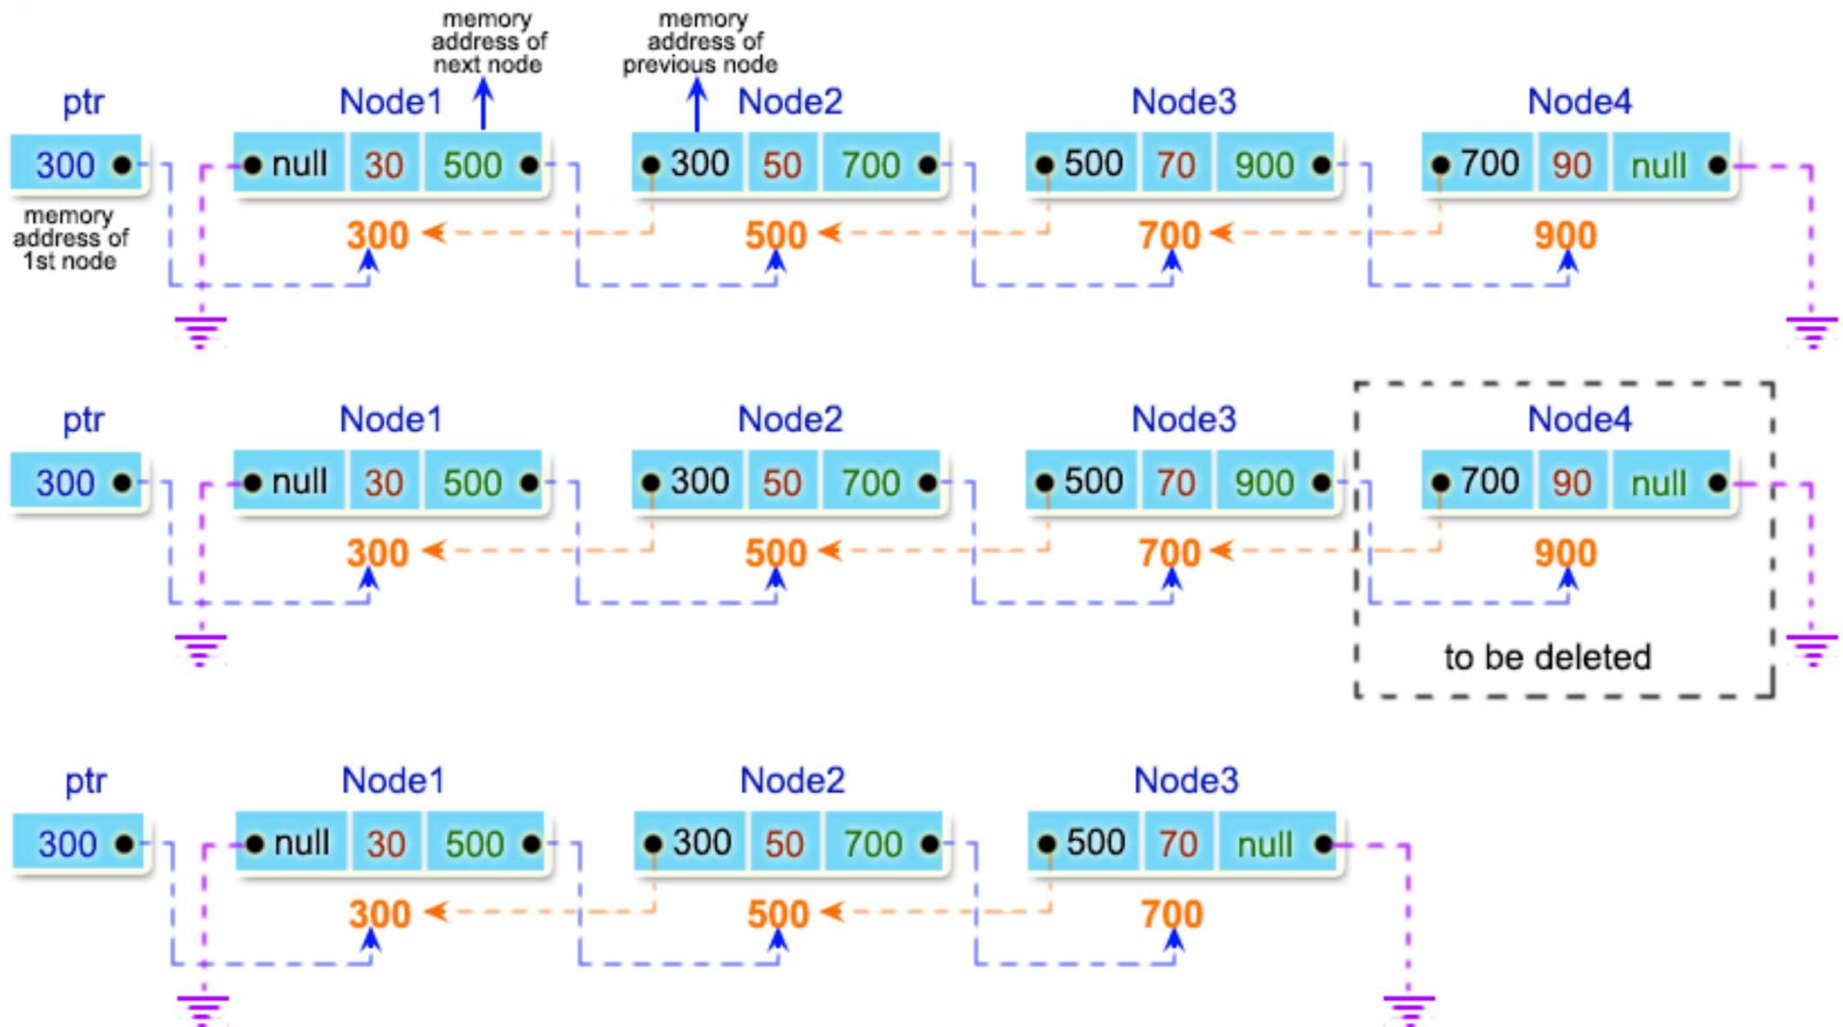 memory
address of
next node
memory
address of
previous node
ptr
Node1
Node2
Node3
Node4
300
null 30 500
300 50 700
500 70 900
700 90 null
memory
address of
1st node
300
500
700
900
ptr
Node1
Node2
Node3
Node4
300
null 30 500
300 50 700
500 70 900
700 90 null
300
500
700
900
to be deleted
ptr
Node1
Node2
Node3
300
null 30 500
300 50 700
500 70 null
300
500
700